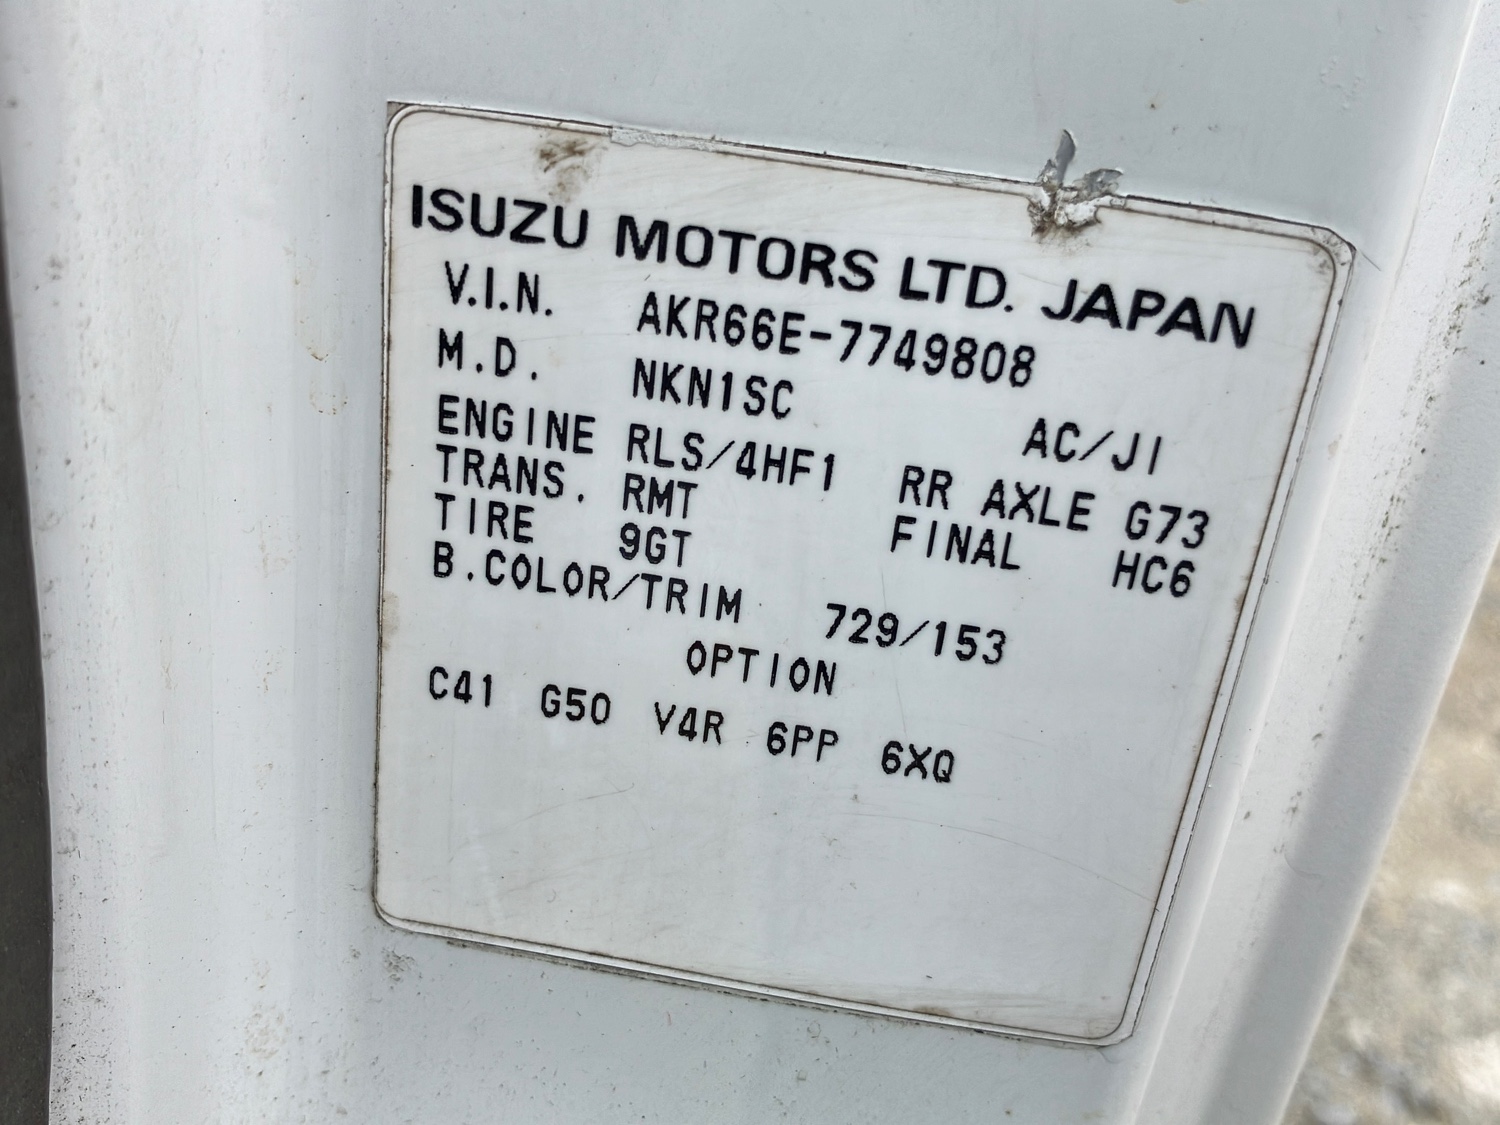 ISUZU MOTORS LTD. JAPAN
V.I.N. AKR66E-7749808
M.D. NKN1SC AC/JI
ENGINE RLS/4HF1 RR AXLE G73
TRANS. RMT FINAL HC6
TIRE 9GT
B.COLOR/TRIM 729/153
OPTION
C41 G50 V4R 6PP 6XQ